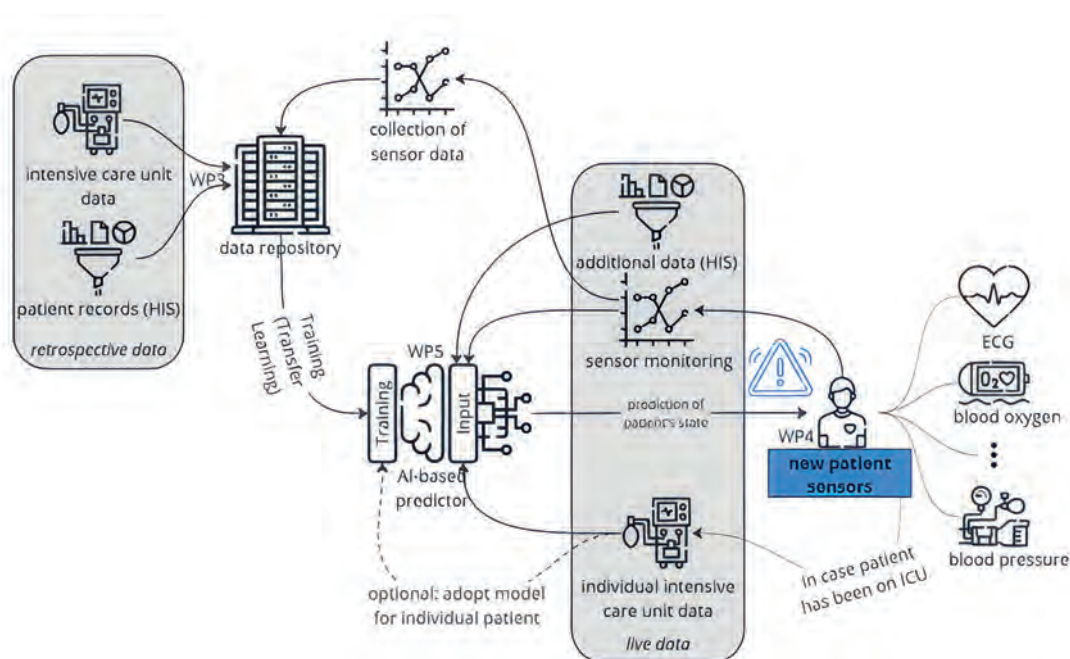 intensive care unit
data
patient records (HIS)
retrospective data
WP3
data repository
collection of
sensor data
Training
(Transfer
Learning)
WP5
Training
Input
AI-based
predictor
optional: adopt model
for individual patient
additional data (HIS)
sensor monitoring
prediction of
patient's state
individual intensive
care unit data
live data
WP4
new patient
sensors
in case patient
has been on ICU
ECG
O₂
blood oxygen
blood pressure